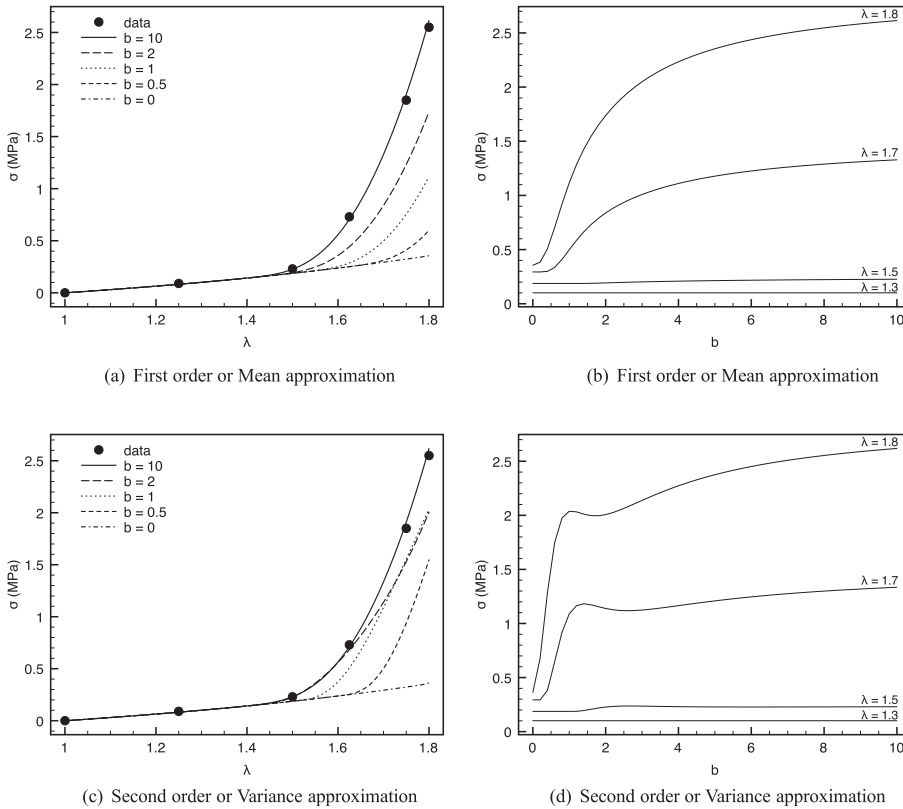 data
b = 10
b = 2
b = 1
b = 0.5
b = 0
2.5
2
1.5
1
0.5
0
σ (MPa)
1 1.2 1.4 1.6 1.8
λ
(a) First order or Mean approximation
λ = 1.8
λ = 1.7
λ = 1.5
λ = 1.3
2.5
2
1.5
1
0.5
0
σ (MPa)
0 2 4 6 8 10
b
(b) First order or Mean approximation
data
b = 10
b = 2
b = 1
b = 0.5
b = 0
2.5
2
1.5
1
0.5
0
σ (MPa)
1 1.2 1.4 1.6 1.8
λ
(c) Second order or Variance approximation
λ = 1.8
λ = 1.7
λ = 1.5
λ = 1.3
2.5
2
1.5
1
0.5
0
σ (MPa)
0 2 4 6 8 10
b
(d) Second order or Variance approximation